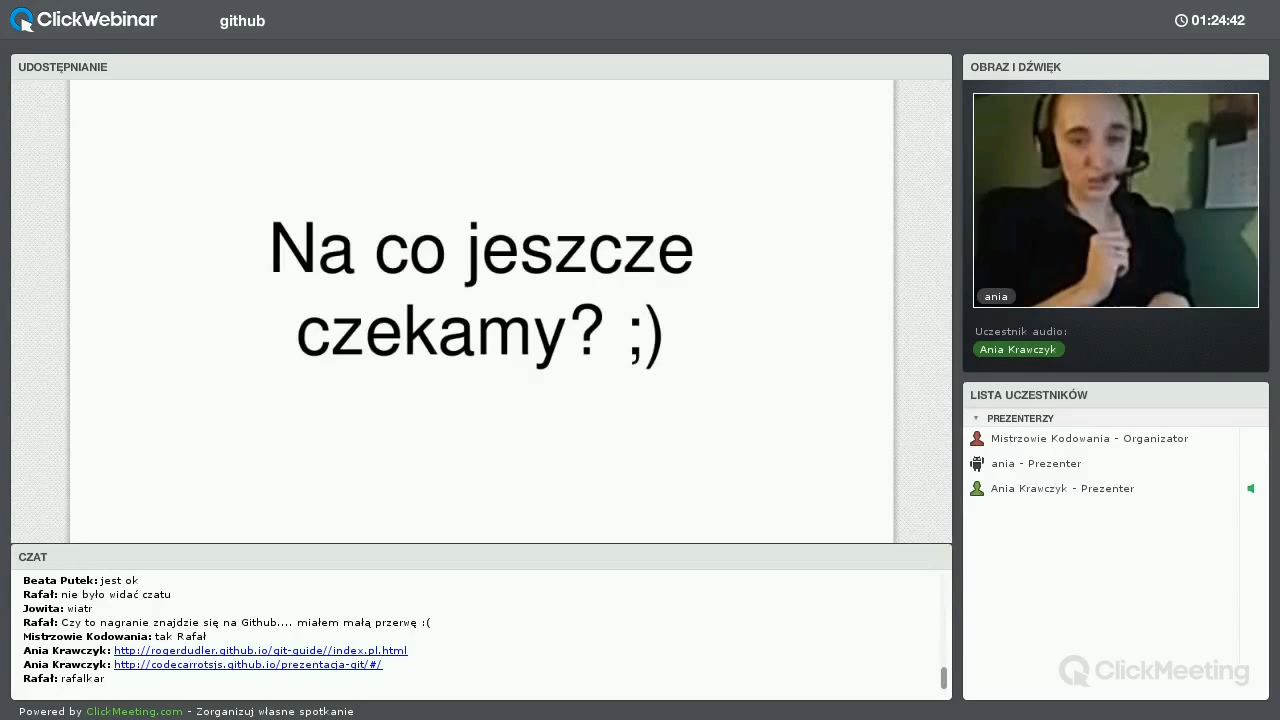 ClickWebinar
github
01:24:42
UDOSTĘPNIANIE
Na co jeszcze
czekamy? ;)
CZAT
Beata Putek: jest ok
Rafał: nie było widać czatu
Jowita: wiatr
Rafał: Czy to nagranie znajdzie się na Github.... miałem małą przerwę :(
Mistrzowie Kodowania: tak Rafał
Ania Krawczyk: http://rogerdudler.github.io/git-guide//index.pl.html
Ania Krawczyk: http://codecarrotsjs.github.io/prezentacja-git/#/
Rafał: rafalkar
OBRAZ I DŹWIĘK
ania
Uczestnik audio:
Ania Krawczyk
LISTA UCZESTNIKÓW
PREZENTERZY
Mistrzowie Kodowania - Organizator
ania - Prezenter
Ania Krawczyk - Prezenter
ClickMeeting
Powered by ClickMeeting.com - Zorganizuj własne spotkanie